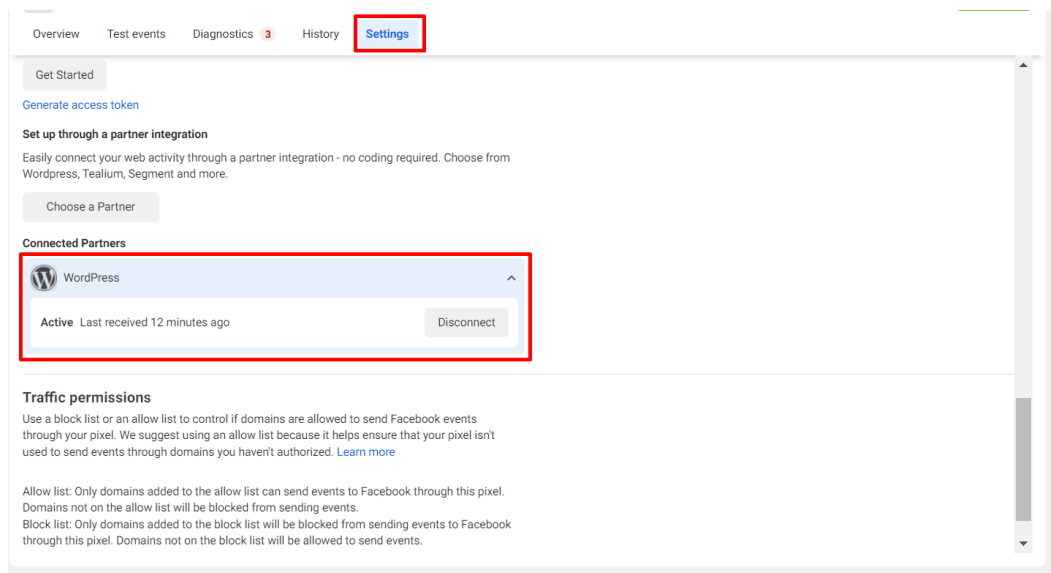 Overview Test events Diagnostics 3 History Settings
Get Started
Generate access token
Set up through a partner integration
Easily connect your web activity through a partner integration - no coding required. Choose from
Wordpress, Tealium, Segment and more.
Choose a Partner
Connected Partners
WordPress
Active Last received 12 minutes ago Disconnect
Traffic permissions
Use a block list or an allow list to control if domains are allowed to send Facebook events
through your pixel. We suggest using an allow list because it helps ensure that your pixel isn't
used to send events through domains you haven't authorized. Learn more
Allow list: Only domains added to the allow list can send events to Facebook through this pixel.
Domains not on the allow list will be blocked from sending events.
Block list: Only domains added to the block list will be blocked from sending events to Facebook
through this pixel. Domains not on the block list will be allowed to send events.